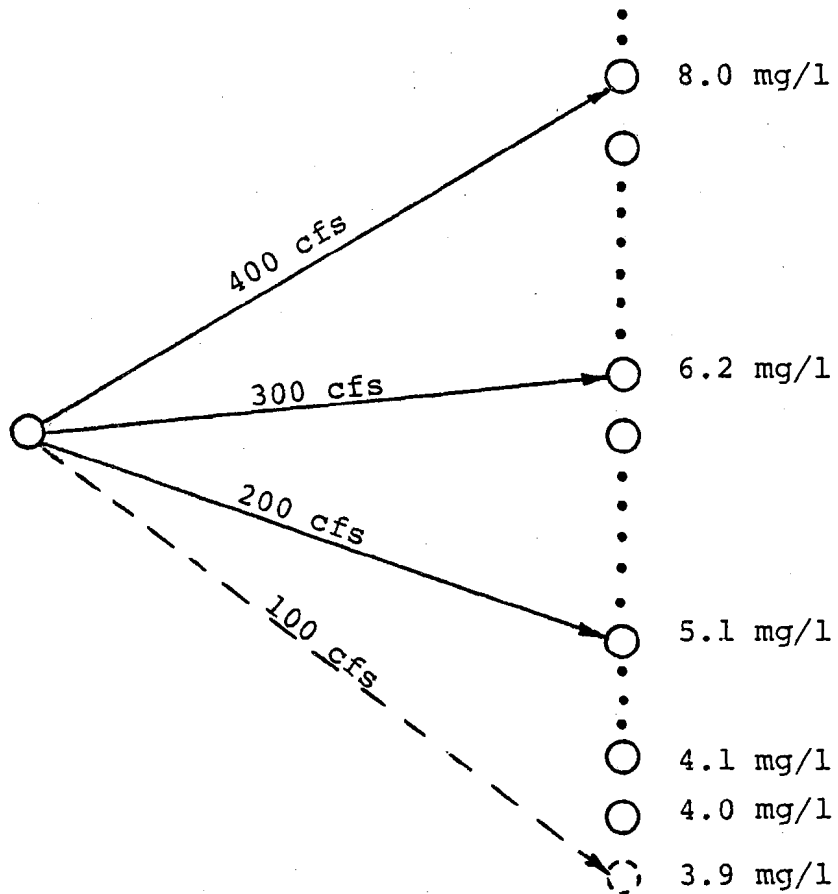 8.0 mg/l
400 cfs
6.2 mg/l
300 cfs
200 cfs
5.1 mg/l
100 cfs
4.1 mg/l
4.0 mg/l
3.9 mg/l